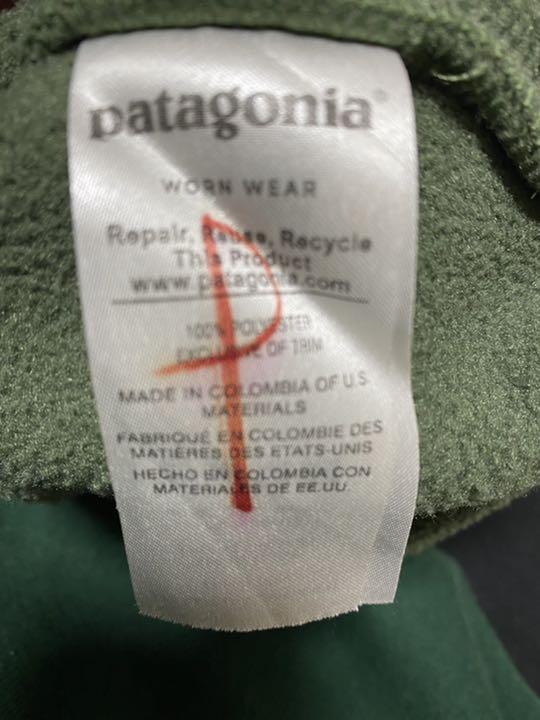 patagonia®
WORN WEAR
Repair, Reuse, Recycle
This Product
www.patagonia.com
100% POLYESTER
EXCLUSIVE OF TRIM
MADE IN COLOMBIA OF U.S.
MATERIALS
FABRIQUÉ EN COLOMBIE DES
MATIÈRES DES ETATS-UNIS
HECHO EN COLOMBIA CON
MATERIALES DE EE.UU.
P